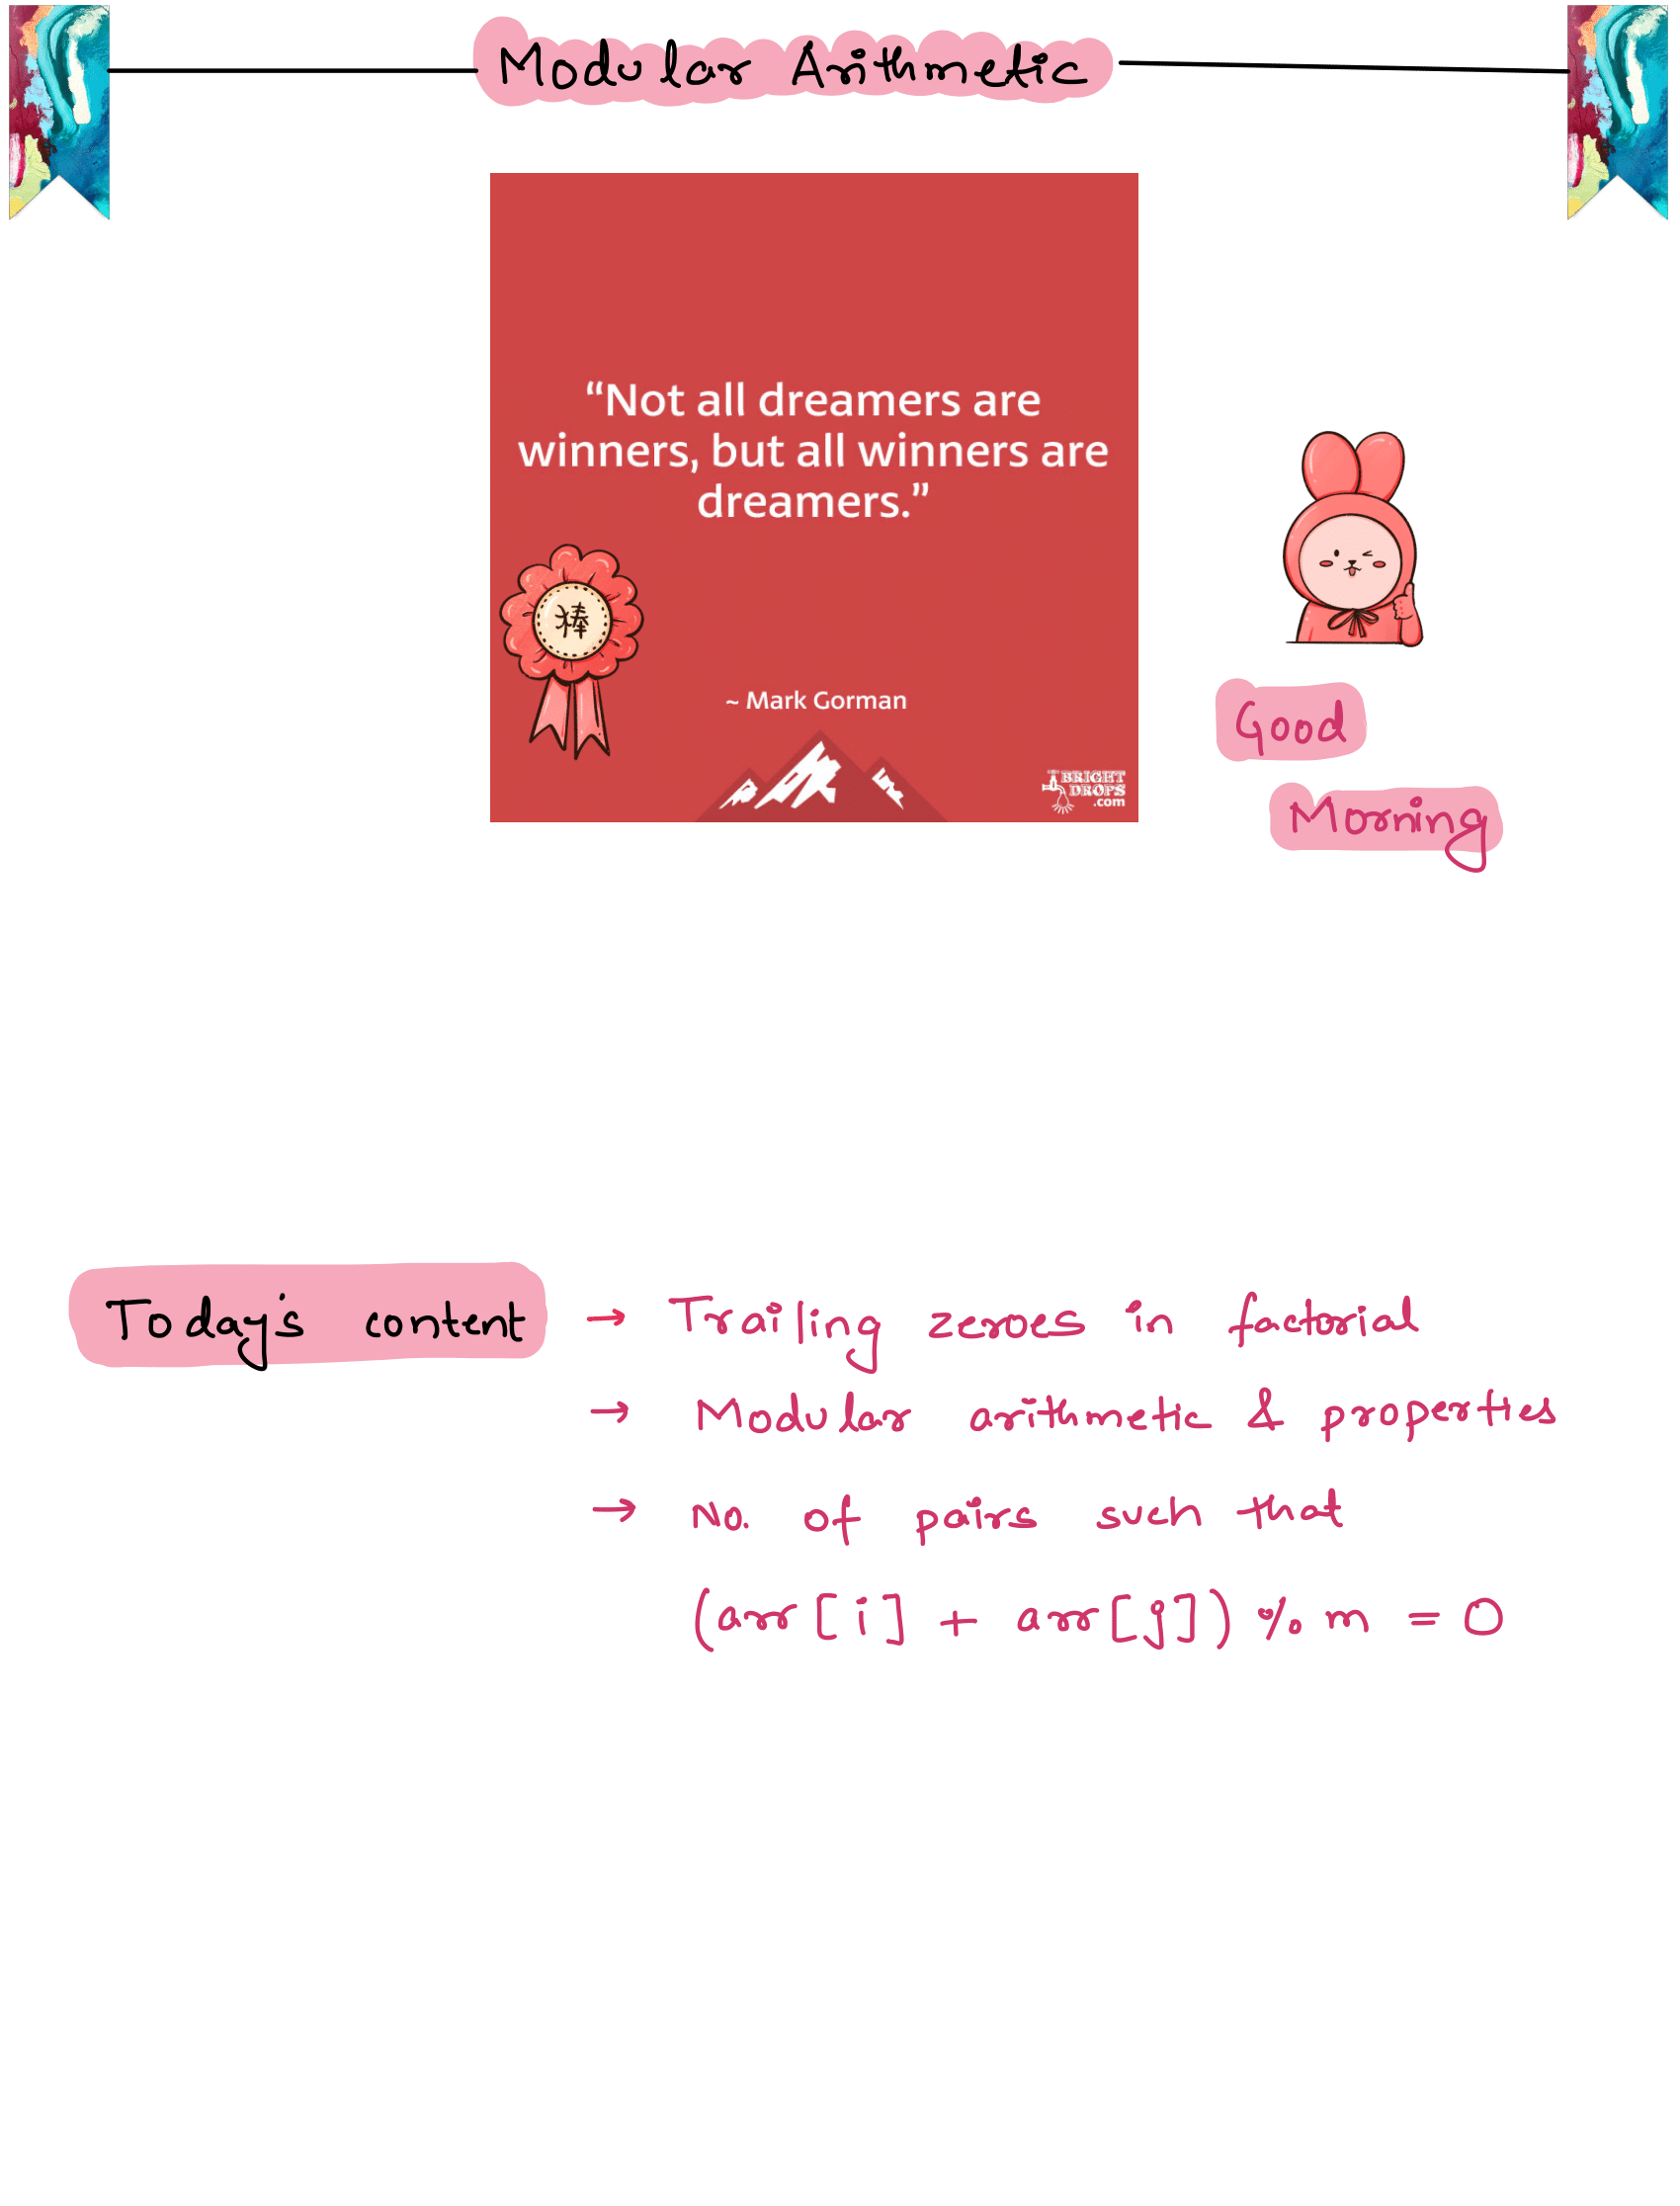 Modular Arithmetic
“Not all dreamers are
winners, but all winners are
dreamers.”
棒
~ Mark Gorman
BRIGHT
DROPS
.com
Good
Morning
Today's content → Trailing zeroes in factorial
→ Modular arithmetic & properties
→ No. of pairs such that
(arr[i] + arr[j]) % m = 0